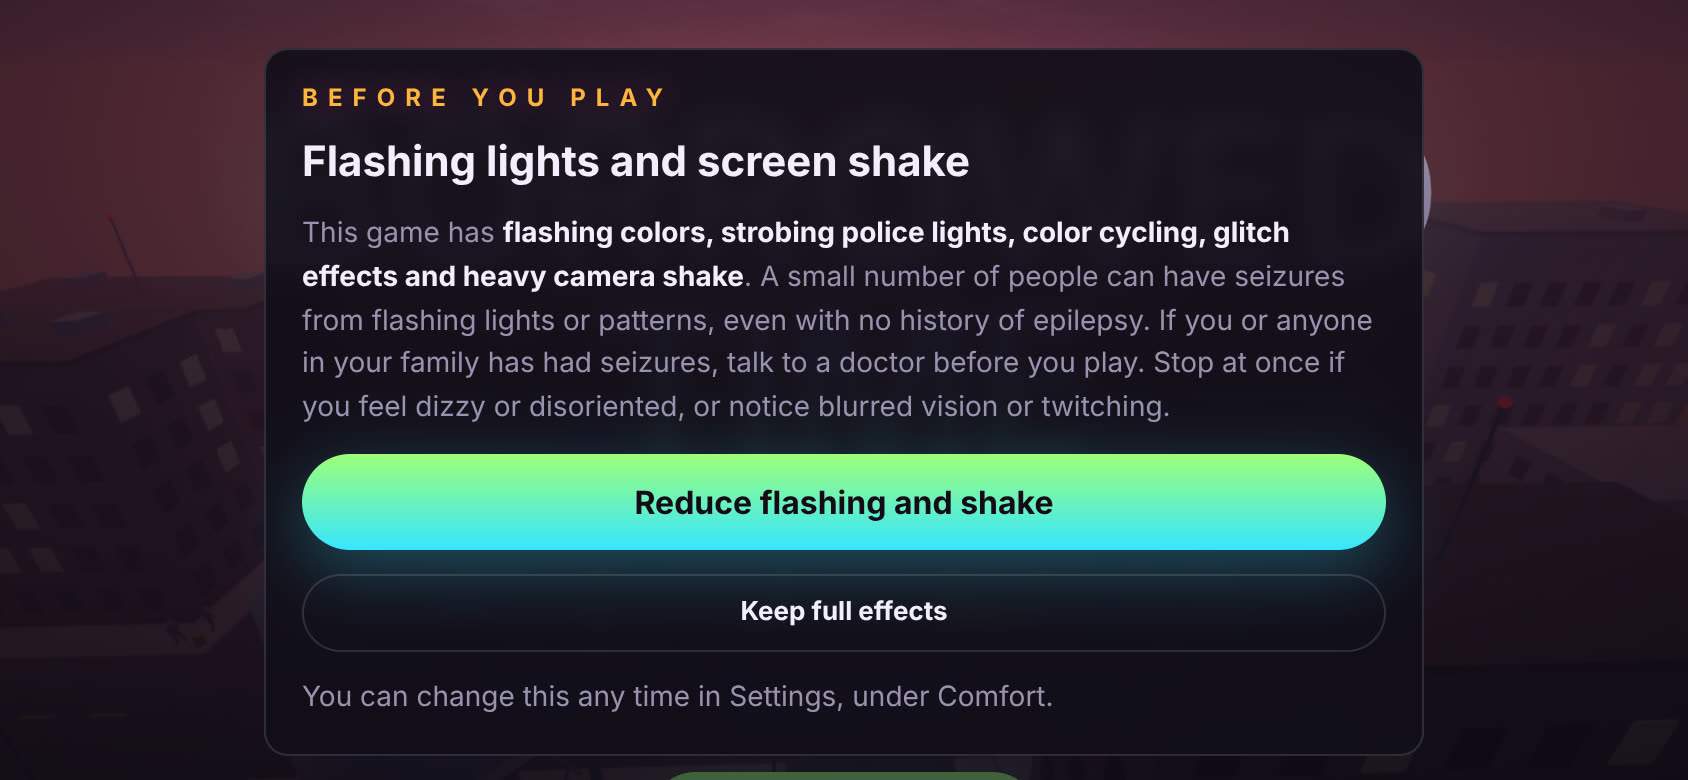 BEFORE YOU PLAY
Flashing lights and screen shake
This game has flashing colors, strobing police lights, color cycling, glitch
effects and heavy camera shake. A small number of people can have seizures
from flashing lights or patterns, even with no history of epilepsy. If you or anyone
in your family has had seizures, talk to a doctor before you play. Stop at once if
you feel dizzy or disoriented, or notice blurred vision or twitching.
Reduce flashing and shake
Keep full effects
You can change this any time in Settings, under Comfort.